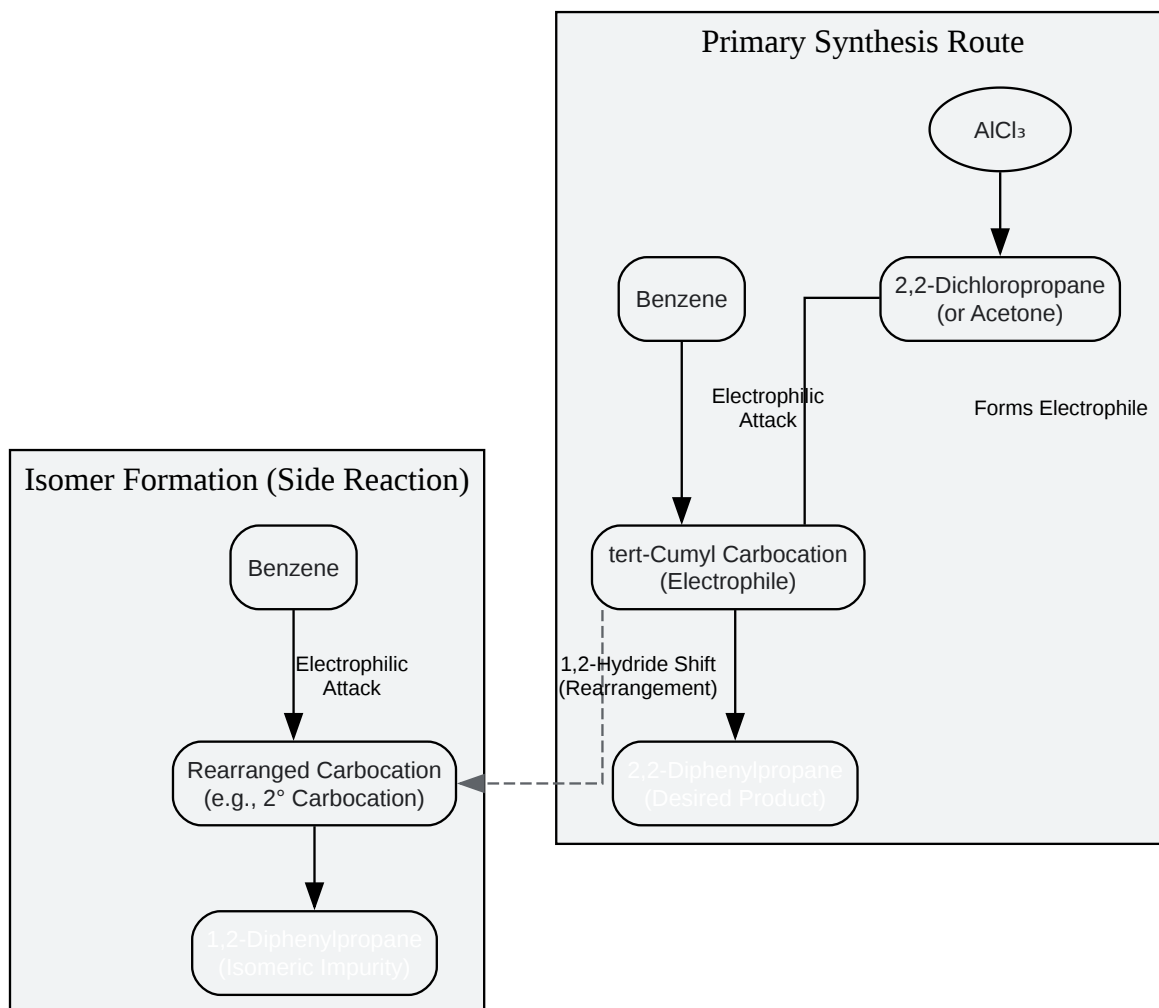 Primary Synthesis Route
AlCl₃
Benzene
2,2-Dichloropropane
(or Acetone)
Electrophilic
Attack
Forms Electrophile
tert-Cumyl Carbocation
(Electrophile)
1,2-Hydride Shift
(Rearrangement)
2,2-Diphenylpropane
(Desired Product)
Isomer Formation (Side Reaction)
Benzene
Electrophilic
Attack
Rearranged Carbocation
(e.g., 2° Carbocation)
1,2-Diphenylpropane
(Isomeric Impurity)